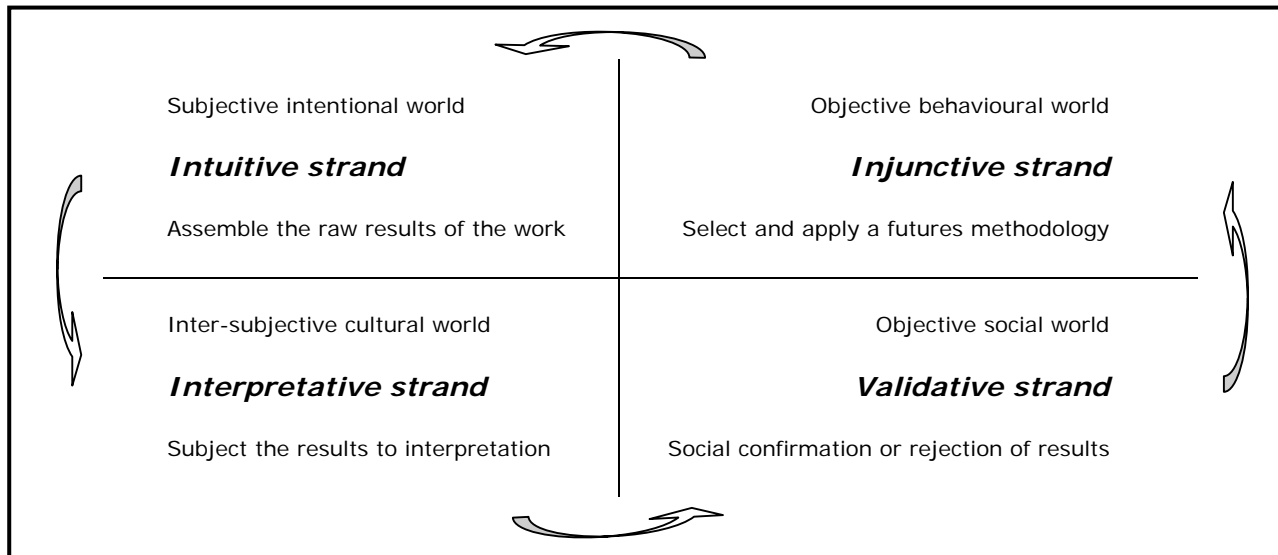 Subjective intentional world
Intuitive strand
Assemble the raw results of the work
Objective behavioural world
Injunctive strand
Select and apply a futures methodology
Inter-subjective cultural world
Interpretative strand
Subject the results to interpretation
Objective social world
Validative strand
Social confirmation or rejection of results